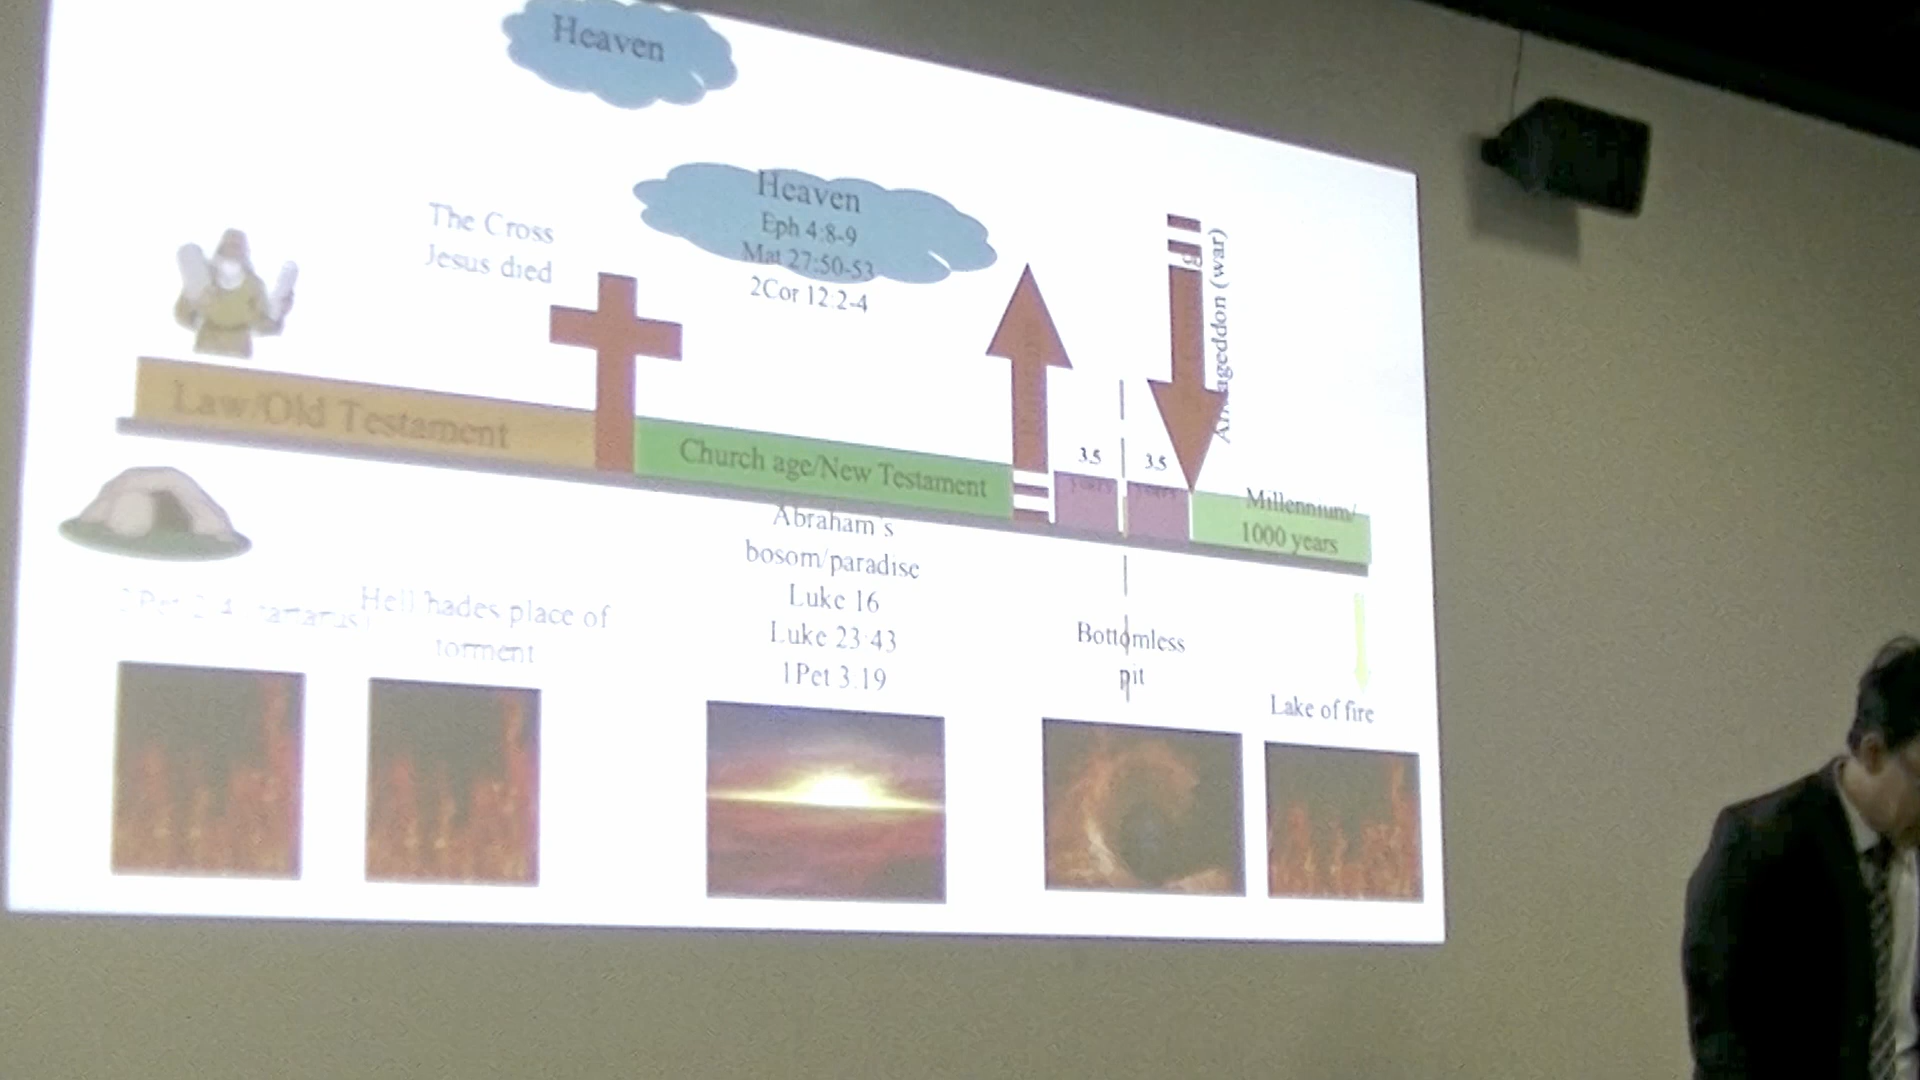 Heaven
Heaven
Eph 4:8-9
Mat 27:50-53
2Cor 12:2-4
The Cross
Jesus died
Armageddon (war)
Law/Old Testament
Church age/New Testament
3.5
years
3.5
years
Millennium/
1000 years
Abraham s
bosom/paradise
Luke 16
Luke 23:43
1Pet 3:19
Hell hades place of
torment
Bottomless
pit
Lake of fire